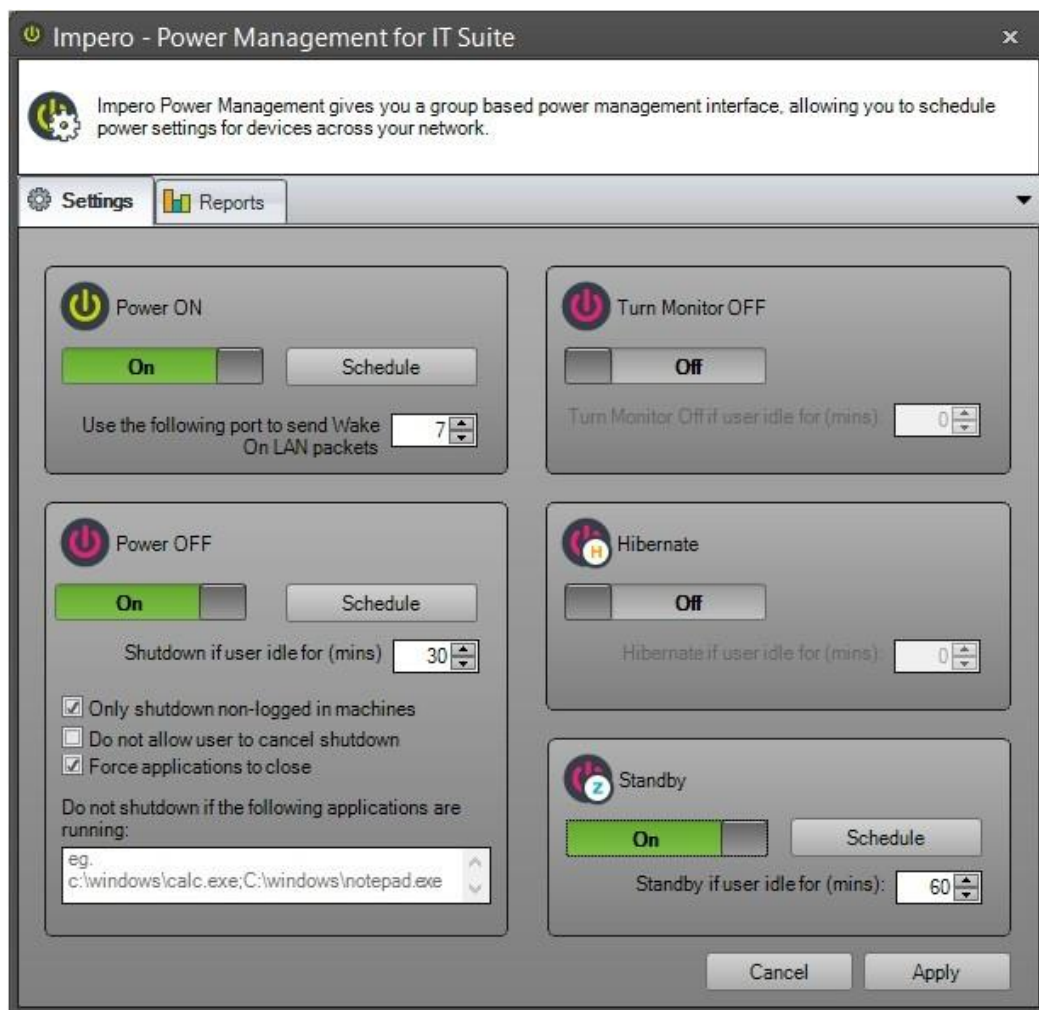 Impero - Power Management for IT Suite
Impero Power Management gives you a group based power management interface, allowing you to schedule
power settings for devices across your network.
Settings
Reports
Power ON
On
Schedule
Use the following port to send Wake
On LAN packets
7
Turn Monitor OFF
Off
Turn Monitor Off if user idle for (mins):
0
Power OFF
On
Schedule
Shutdown if user idle for (mins)
30
Only shutdown non-logged in machines
Do not allow user to cancel shutdown
Force applications to close
Do not shutdown if the following applications are
running:
eg.
c:\windows\calc.exe;C:\windows\notepad.exe
H
Hibernate
Off
Hibernate if user idle for (mins):
0
Z
Standby
On
Schedule
Standby if user idle for (mins):
60
Cancel
Apply